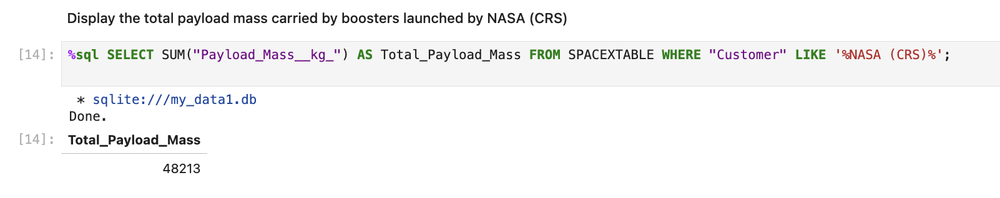 Display the total payload mass carried by boosters launched by NASA (CRS)
[14]: %sql SELECT SUM("Payload_Mass__kg_") AS Total_Payload_Mass FROM SPACEXTABLE WHERE "Customer" LIKE '%NASA (CRS)%';
* sqlite:///my_data1.db
Done.
[14]: Total_Payload_Mass
48213